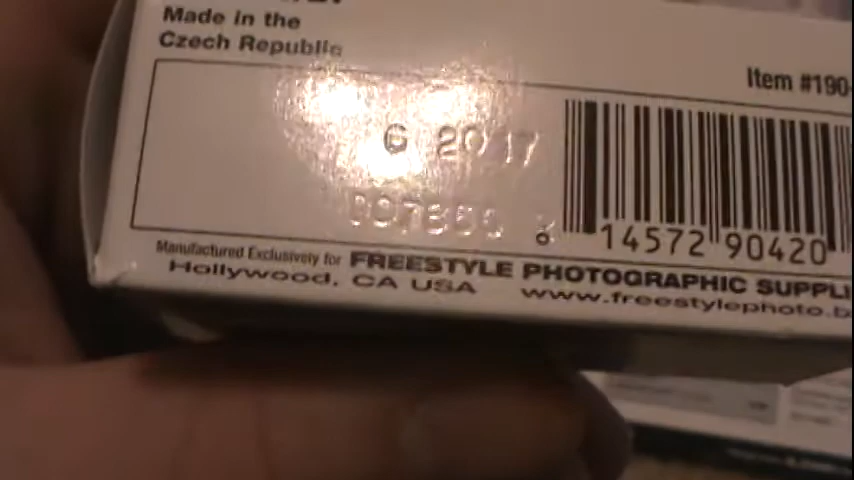 Made in the
Czech Republic
Item #190-
6 2017
8
14572 90420
Manufactured Exclusively for FREESTYLE PHOTOGRAPHIC SUPPLI
Hollywood, CA USA www.freestylephoto.b